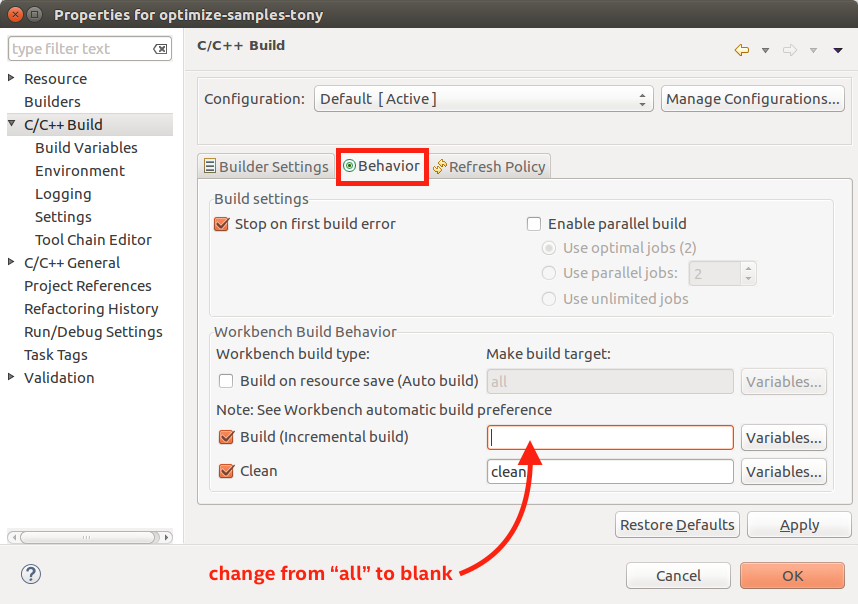 Properties for optimize-samples-tony
type filter text
C/C++ Build
Resource
Builders
C/C++ Build
Build Variables
Environment
Logging
Settings
Tool Chain Editor
C/C++ General
Project References
Refactoring History
Run/Debug Settings
Task Tags
Validation
Configuration: Default [ Active ] Manage Configurations...
Builder Settings Behavior Refresh Policy
Build settings
Stop on first build error Enable parallel build
Use optimal jobs (2)
Use parallel jobs: 2
Use unlimited jobs
Workbench Build Behavior
Workbench build type: Make build target:
Build on resource save (Auto build) all Variables...
Note: See Workbench automatic build preference
Build (Incremental build) Variables...
Clean clean Variables...
Restore Defaults Apply
change from “all” to blank
Cancel OK